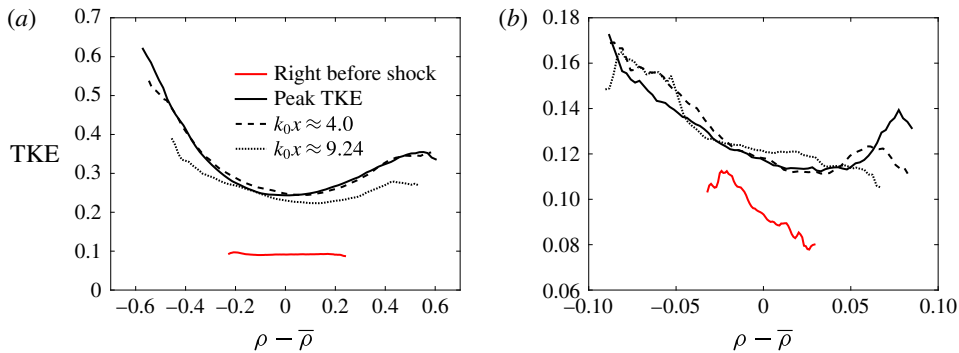 (a)
0.7
0.6
0.5
0.4
0.3
0.2
0.1
0
TKE
Right before shock
Peak TKE
k₀x ≈ 4.0
k₀x ≈ 9.24
−0.6 −0.4 −0.2 0 0.2 0.4 0.6
ρ − ρ̅
(b)
0.18
0.16
0.14
0.12
0.10
0.08
0.06
−0.10 −0.05 0 0.05 0.10
ρ − ρ̅